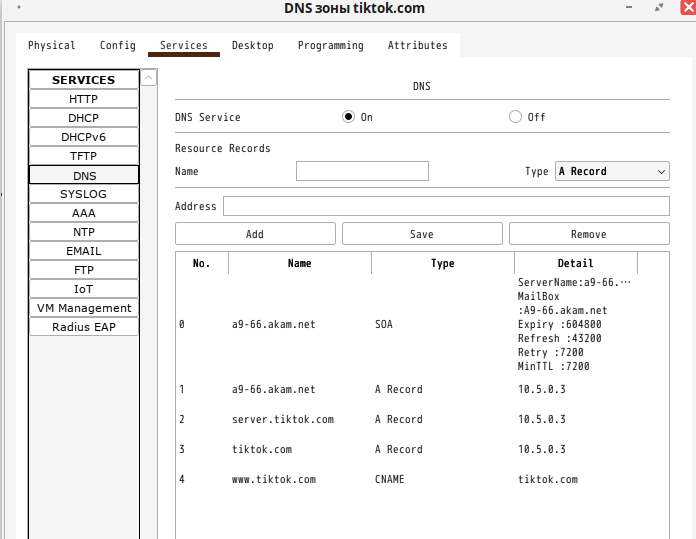 DNS зоны tiktok.com
Physical Config Services Desktop Programming Attributes
SERVICES
HTTP
DHCP
DHCPv6
TFTP
DNS
SYSLOG
AAA
NTP
EMAIL
FTP
IoT
VM Management
Radius EAP
DNS
DNS Service On Off
Resource Records
Name Type A Record
Address
Add Save Remove
No. Name Type Detail
0 a9-66.akam.net SOA ServerName:a9-66.…
MailBox
:A9-66.akam.net
Expiry :604800
Refresh :43200
Retry :7200
MinTTL :7200
1 a9-66.akam.net A Record 10.5.0.3
2 server.tiktok.com A Record 10.5.0.3
3 tiktok.com A Record 10.5.0.3
4 www.tiktok.com CNAME tiktok.com